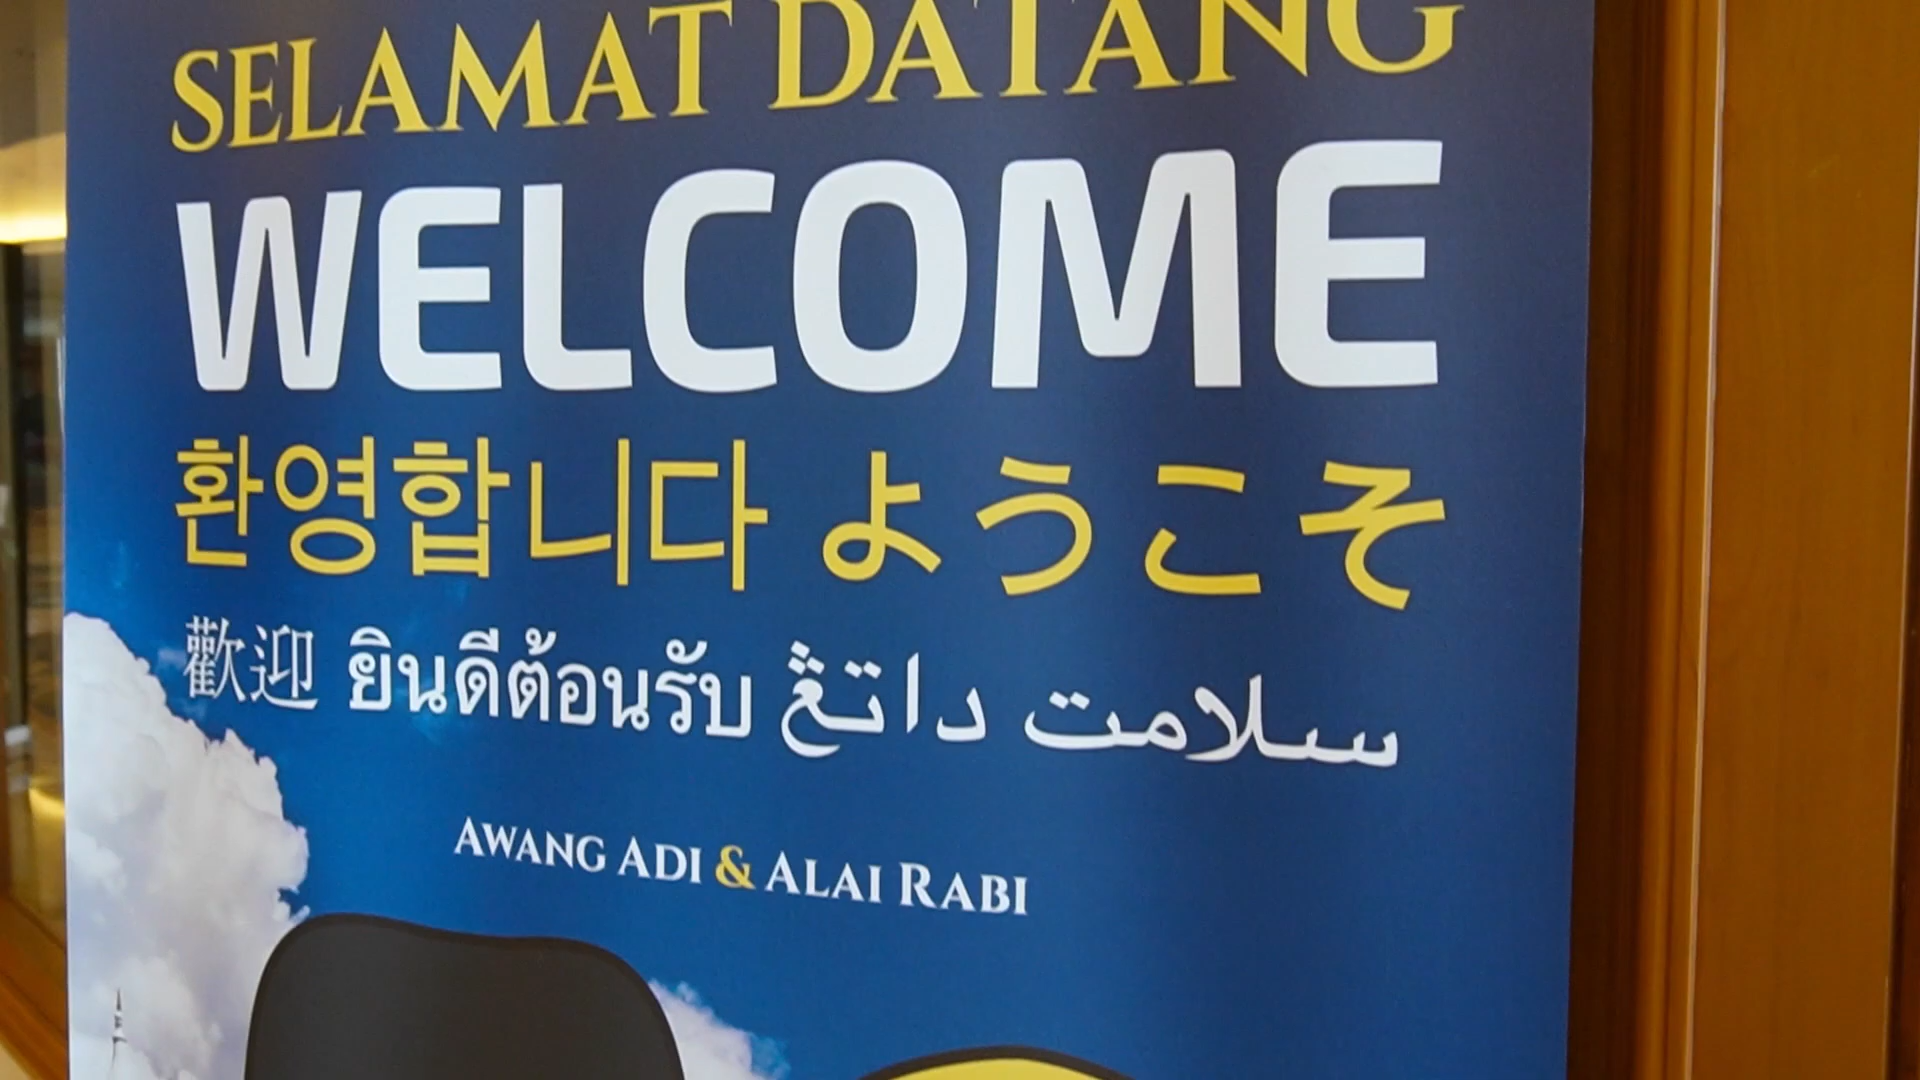 SELAMAT DATANG
WELCOME
환영합니다 ようこそ
歡迎 ยินดีต้อนรับ سلامت داتڠ
AWANG ADI & ALAI RABI